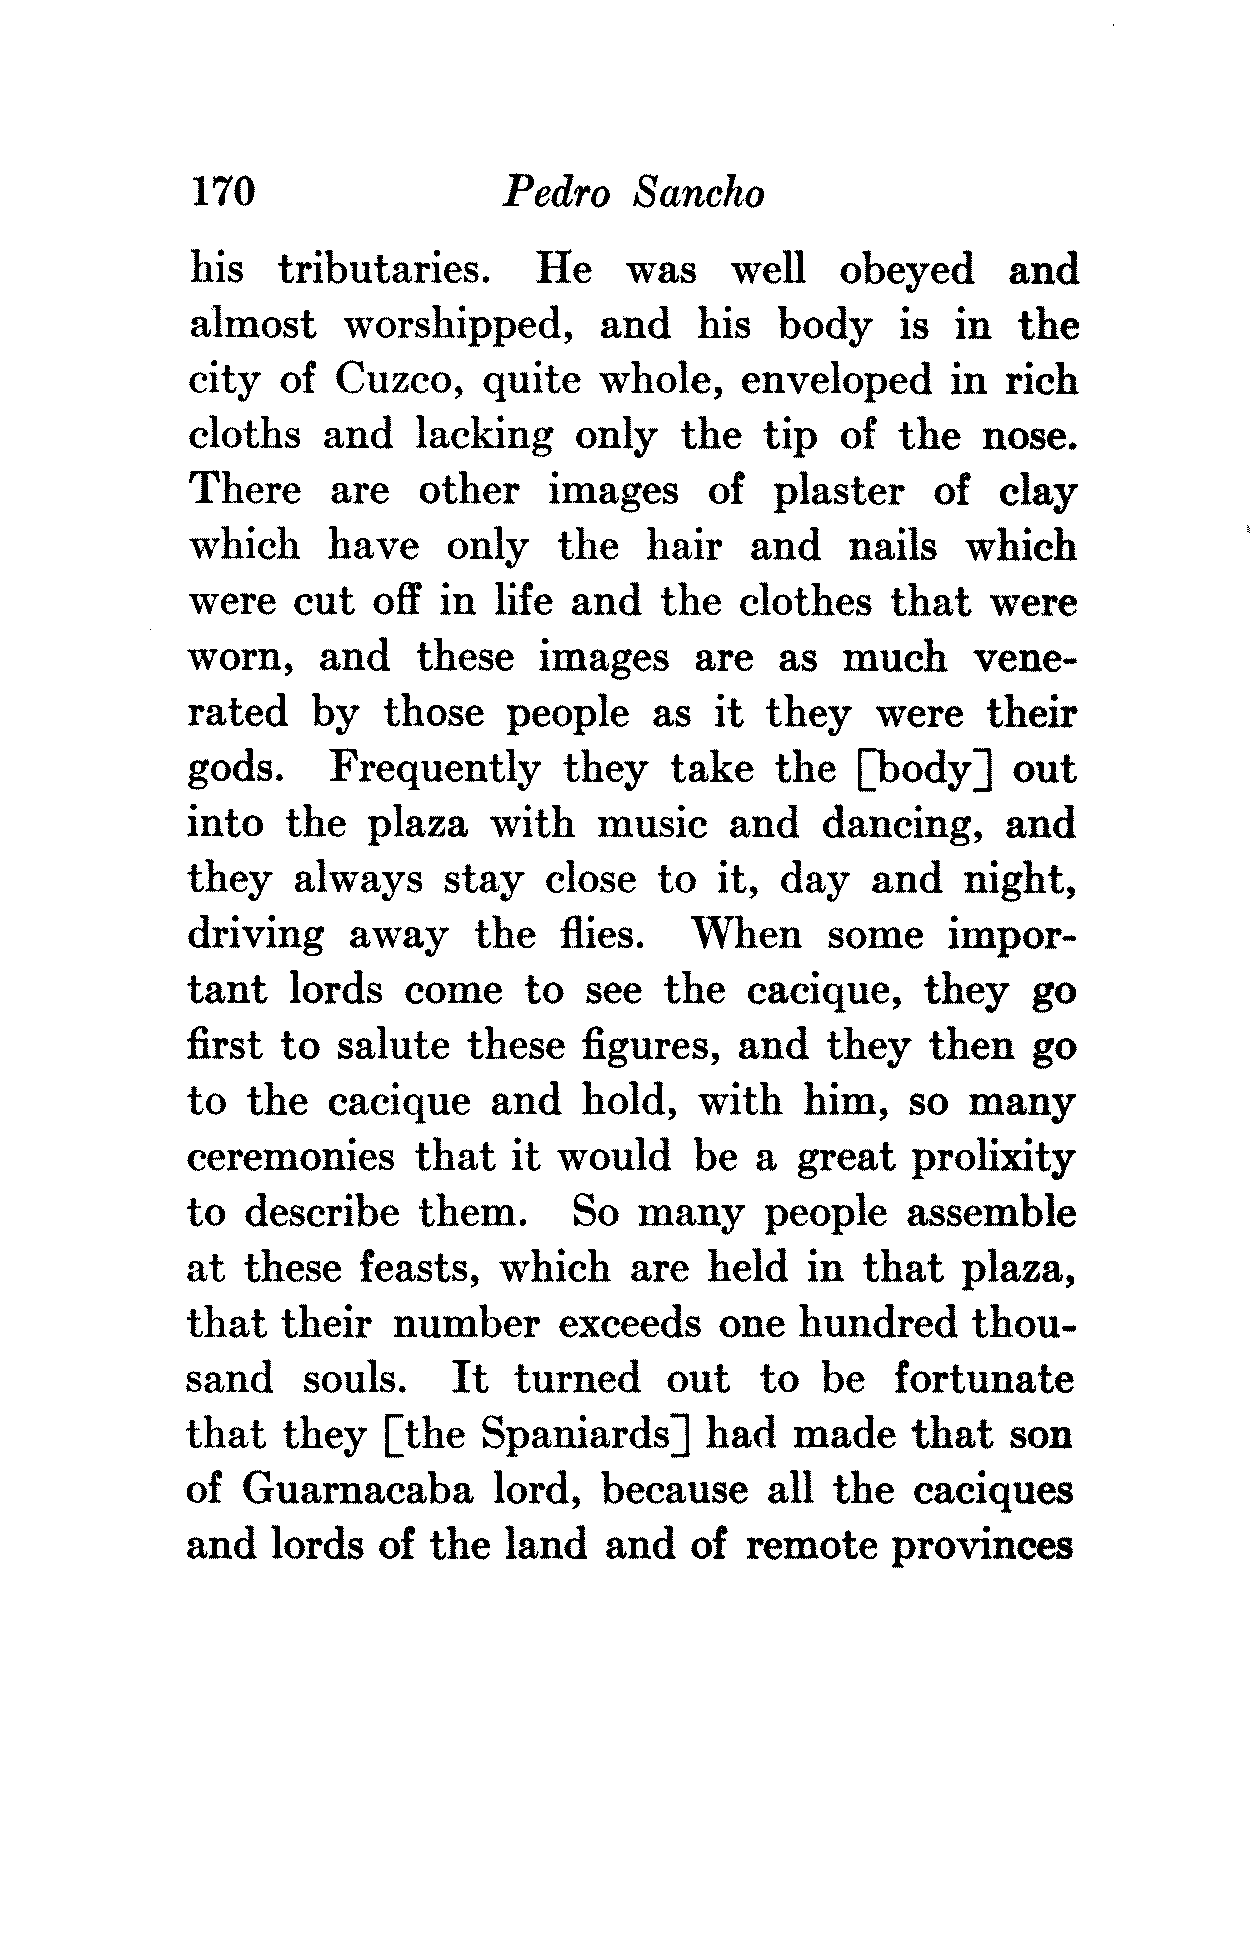 170 Pedro Sancho
his tributaries. He was well obeyed and
almost worshipped, and his body is in the
city of Cuzco, quite whole, enveloped in rich
cloths and lacking only the tip of the nose.
There are other images of plaster of clay
which have only the hair and nails which
were cut off in life and the clothes that were
worn, and these images are as much vene-
rated by those people as it they were their
gods. Frequently they take the [body] out
into the plaza with music and dancing, and
they always stay close to it, day and night,
driving away the flies. When some impor-
tant lords come to see the cacique, they go
first to salute these figures, and they then go
to the cacique and hold, with him, so many
ceremonies that it would be a great prolixity
to describe them. So many people assemble
at these feasts, which are held in that plaza,
that their number exceeds one hundred thou-
sand souls. It turned out to be fortunate
that they [the Spaniards] had made that son
of Guarnacaba lord, because all the caciques
and lords of the land and of remote provinces